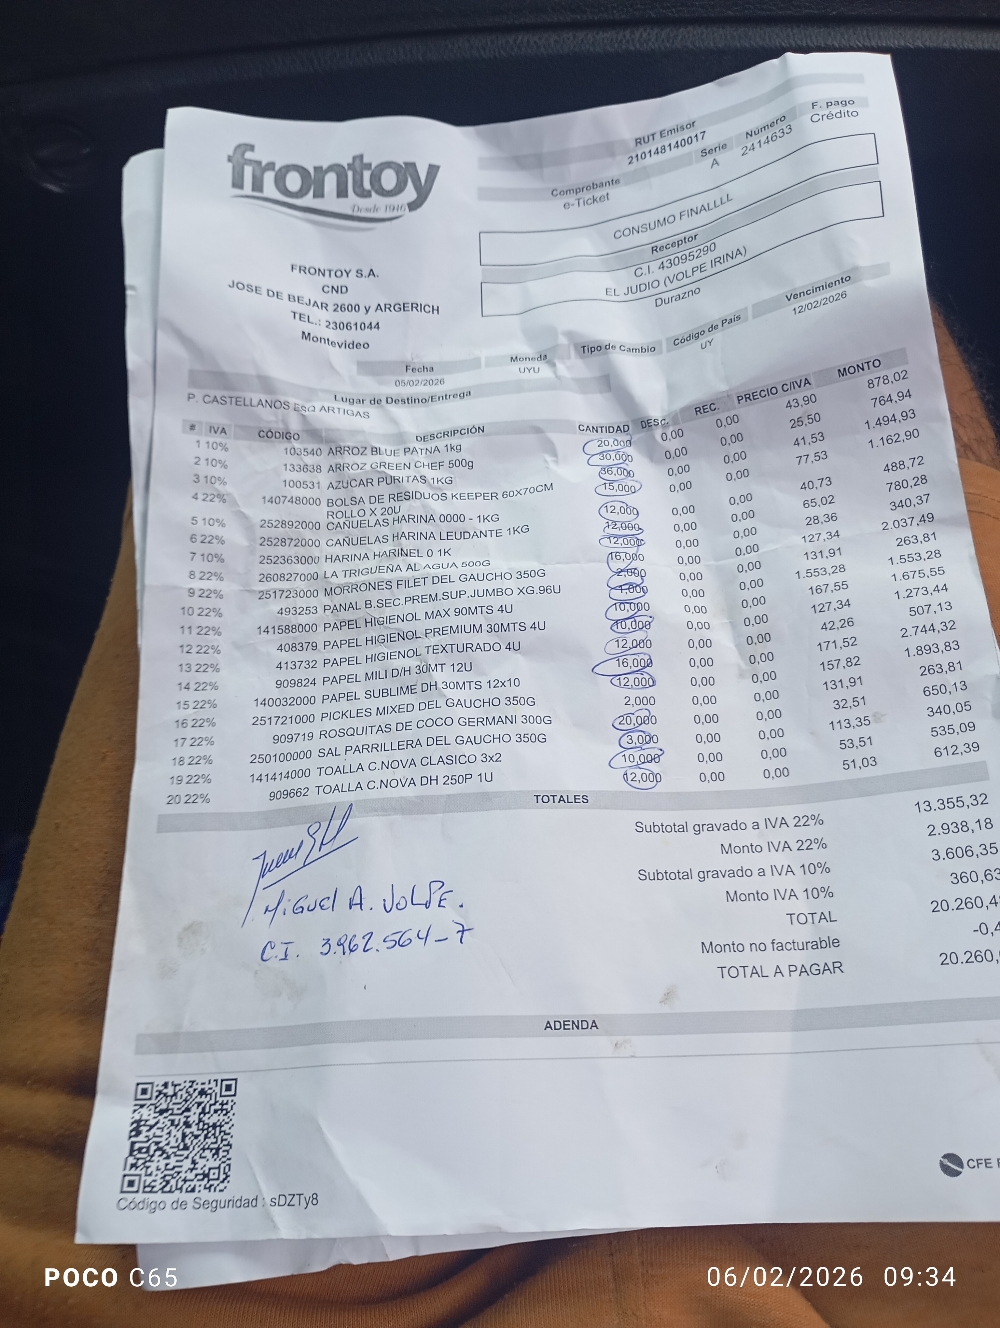 frontoy
Desde 1916
RUT Emisor
210148140017
Comprobante Serie Número F. pago
e-Ticket A 2414633 Crédito
CONSUMO FINALLLL
Receptor
C.I. 43095290
EL JUDIO (VOLPE IRINA)
Durazno
FRONTOY S.A.
CND
JOSE DE BEJAR 2600 y ARGERICH
TEL.: 23061044
Montevideo
Fecha Moneda Tipo de Cambio Código de País Vencimiento
05/02/2026 UYU UY 12/02/2026
Lugar de Destino/Entrega
P. CASTELLANOS ESQ ARTIGAS
# IVA CÓDIGO DESCRIPCIÓN CANTIDAD DESC. REC. PRECIO C/IVA MONTO
1 10% 103540 ARROZ BLUE PATNA 1kg 20,000 0,00 0,00 43,90 878,02
2 10% 133638 ARROZ GREEN CHEF 500g 30,000 0,00 0,00 25,50 764,94
3 10% 100531 AZUCAR PURITAS 1KG 36,000 0,00 0,00 41,53 1.494,93
4 22% 140748000 BOLSA DE RESIDUOS KEEPER 60X70CM 15,000 0,00 0,00 77,53 1.162,90
ROLLO X 20U
5 10% 252892000 CAÑUELAS HARINA 0000 - 1KG 12,000 0,00 0,00 40,73 488,72
6 22% 252872000 CAÑUELAS HARINA LEUDANTE 1KG 12,000 0,00 0,00 65,02 780,28
7 10% 252363000 HARINA HARINEL 0 1K 12,000 0,00 0,00 28,36 340,37
8 22% 260827000 LA TRIGUEÑA AL AGUA 500G 16,000 0,00 0,00 127,34 2.037,49
9 22% 251723000 MORRONES FILET DEL GAUCHO 350G 2,000 0,00 0,00 131,91 263,81
10 22% 493253 PANAL B.SEC.PREM.SUP.JUMBO XG.96U 1,000 0,00 0,00 1.553,28 1.553,28
11 22% 141588000 PAPEL HIGIENOL MAX 90MTS 4U 10,000 0,00 0,00 167,55 1.675,55
12 22% 408379 PAPEL HIGIENOL PREMIUM 30MTS 4U 10,000 0,00 0,00 127,34 1.273,44
13 22% 413732 PAPEL HIGIENOL TEXTURADO 4U 12,000 0,00 0,00 42,26 507,13
14 22% 909824 PAPEL MILI D/H 30MT 12U 16,000 0,00 0,00 171,52 2.744,32
15 22% 140032000 PAPEL SUBLIME DH 30MTS 12x10 12,000 0,00 0,00 157,82 1.893,83
16 22% 251721000 PICKLES MIXED DEL GAUCHO 350G 2,000 0,00 0,00 131,91 263,81
17 22% 909719 ROSQUITAS DE COCO GERMANI 300G 20,000 0,00 0,00 32,51 650,13
18 22% 250100000 SAL PARRILLERA DEL GAUCHO 350G 3,000 0,00 0,00 113,35 340,05
19 22% 141414000 TOALLA C.NOVA CLASICO 3x2 10,000 0,00 0,00 53,51 535,09
20 22% 909662 TOALLA C.NOVA DH 250P 1U 12,000 0,00 0,00 51,03 612,39
TOTALES
Subtotal gravado a IVA 22% 13.355,32
Monto IVA 22% 2.938,18
Subtotal gravado a IVA 10% 3.606,35
Monto IVA 10% 360,63
TOTAL 20.260,4
Monto no facturable -0,4
TOTAL A PAGAR 20.260,
MIGUEL A. VOLPE.
C.I. 3.962.564-7
ADENDA
Código de Seguridad : sDZTy8
CFE
POCO C65
06/02/2026 09:34